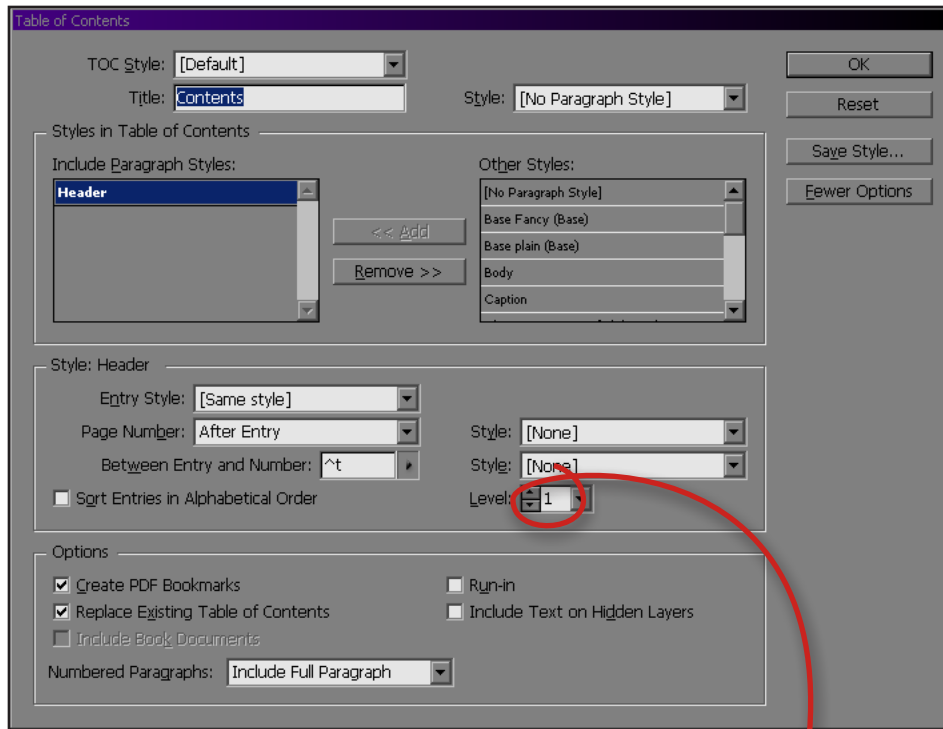 Table of Contents
TOC Style: [Default] OK
Title: Contents Style: [No Paragraph Style] Reset
Styles in Table of Contents Save Style...
Include Paragraph Styles: Other Styles:
Header [No Paragraph Style] Fewer Options
Base Fancy (Base)
<< Add
Base plain (Base)
Remove >> Body
Caption
Style: Header
Entry Style: [Same style]
Page Number: After Entry Style: [None]
Between Entry and Number: ^t Style: [None]
Sort Entries in Alphabetical Order Level: 1
Options
Create PDF Bookmarks Run-in
Replace Existing Table of Contents Include Text on Hidden Layers
Include Book Documents
Numbered Paragraphs: Include Full Paragraph